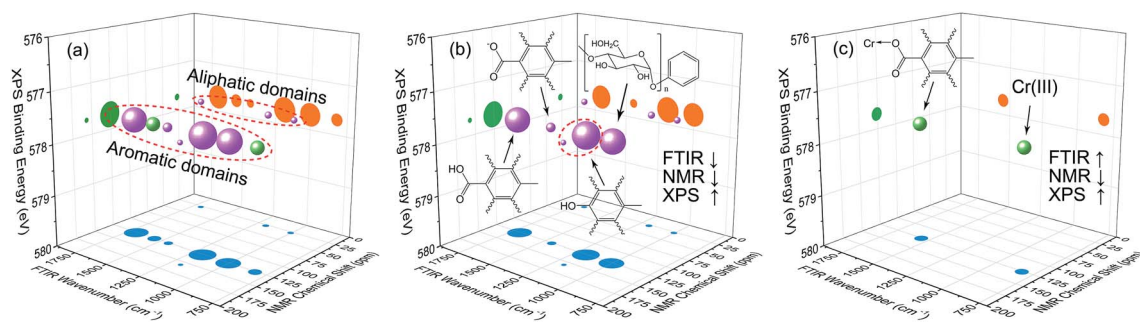 (a)
576
577
578
579
580
XPS Binding Energy (eV)
Aliphatic domains
Aromatic domains
1750
1500
1250
1000
750
FTIR Wavenumber (cm⁻¹)
0
25
50
75
100
125
150
175
200
NMR Chemical Shift (ppm)
(b)
576
577
578
579
580
XPS Binding Energy (eV)
O⁻
O
HO
O
HO
HOH₂C
O
O
HO
OH
O
n
FTIR ↓
NMR ↓
XPS ↑
1750
1500
1250
1000
750
FTIR Wavenumber (cm⁻¹)
0
25
50
75
100
125
150
175
200
NMR Chemical Shift (ppm)
(c)
576
577
578
579
580
XPS Binding Energy (eV)
Cr
O
O
Cr(III)
FTIR ↑
NMR ↓
XPS ↑
1750
1500
1250
1000
750
FTIR Wavenumber (cm⁻¹)
0
25
50
75
100
125
150
175
200
NMR Chemical Shift (ppm)